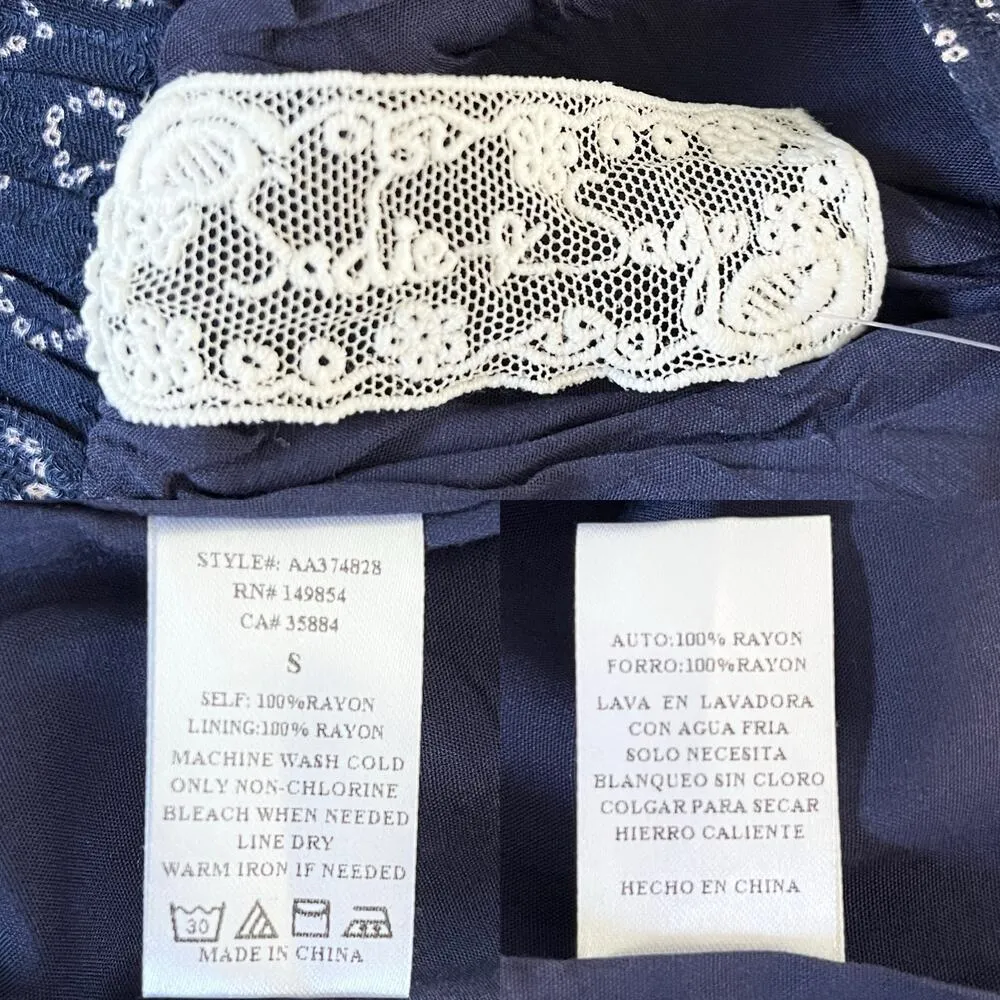 Sadie & Sage
STYLE#: AA374828
RN# 149854
CA# 35884
S
SELF: 100%RAYON
LINING:100% RAYON
MACHINE WASH COLD
ONLY NON-CHLORINE
BLEACH WHEN NEEDED
LINE DRY
WARM IRON IF NEEDED
30
MADE IN CHINA
AUTO:100% RAYON
FORRO:100%RAYON
LAVA EN LAVADORA
CON AGUA FRIA
SOLO NECESITA
BLANQUEO SIN CLORO
COLGAR PARA SECAR
HIERRO CALIENTE
HECHO EN CHINA